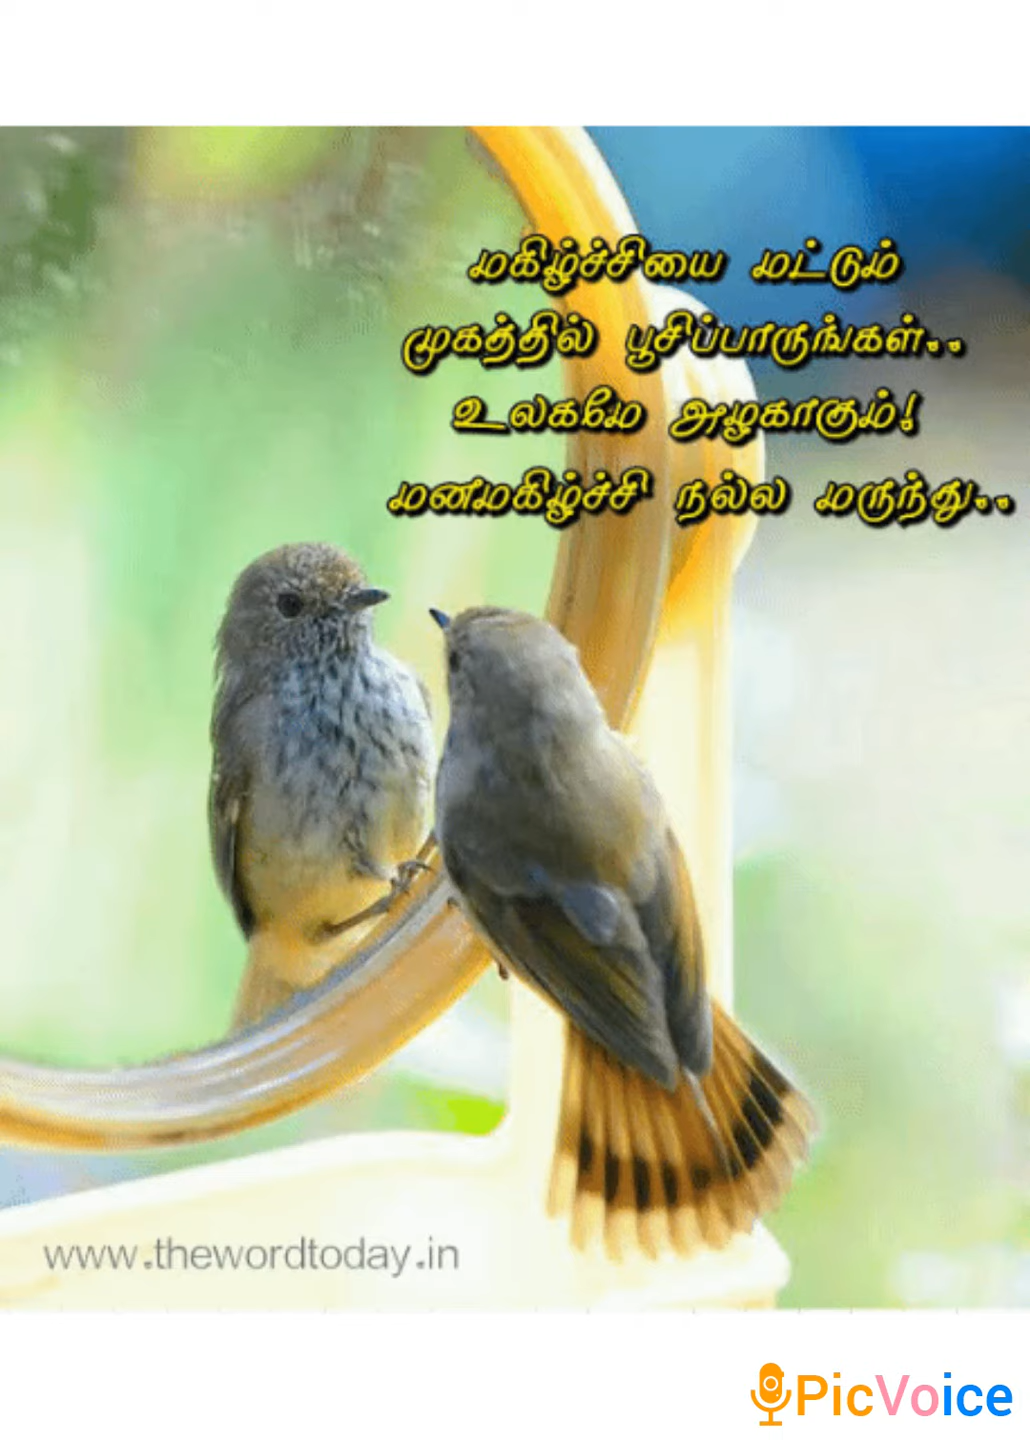 மகிழ்ச்சியை மட்டும்
முகத்தில் பூசிப்பாருங்கள்..
உலகமே அழகாகும்!
மனமகிழ்ச்சி நல்ல மருந்து..
www.thewordtoday.in
PicVoice